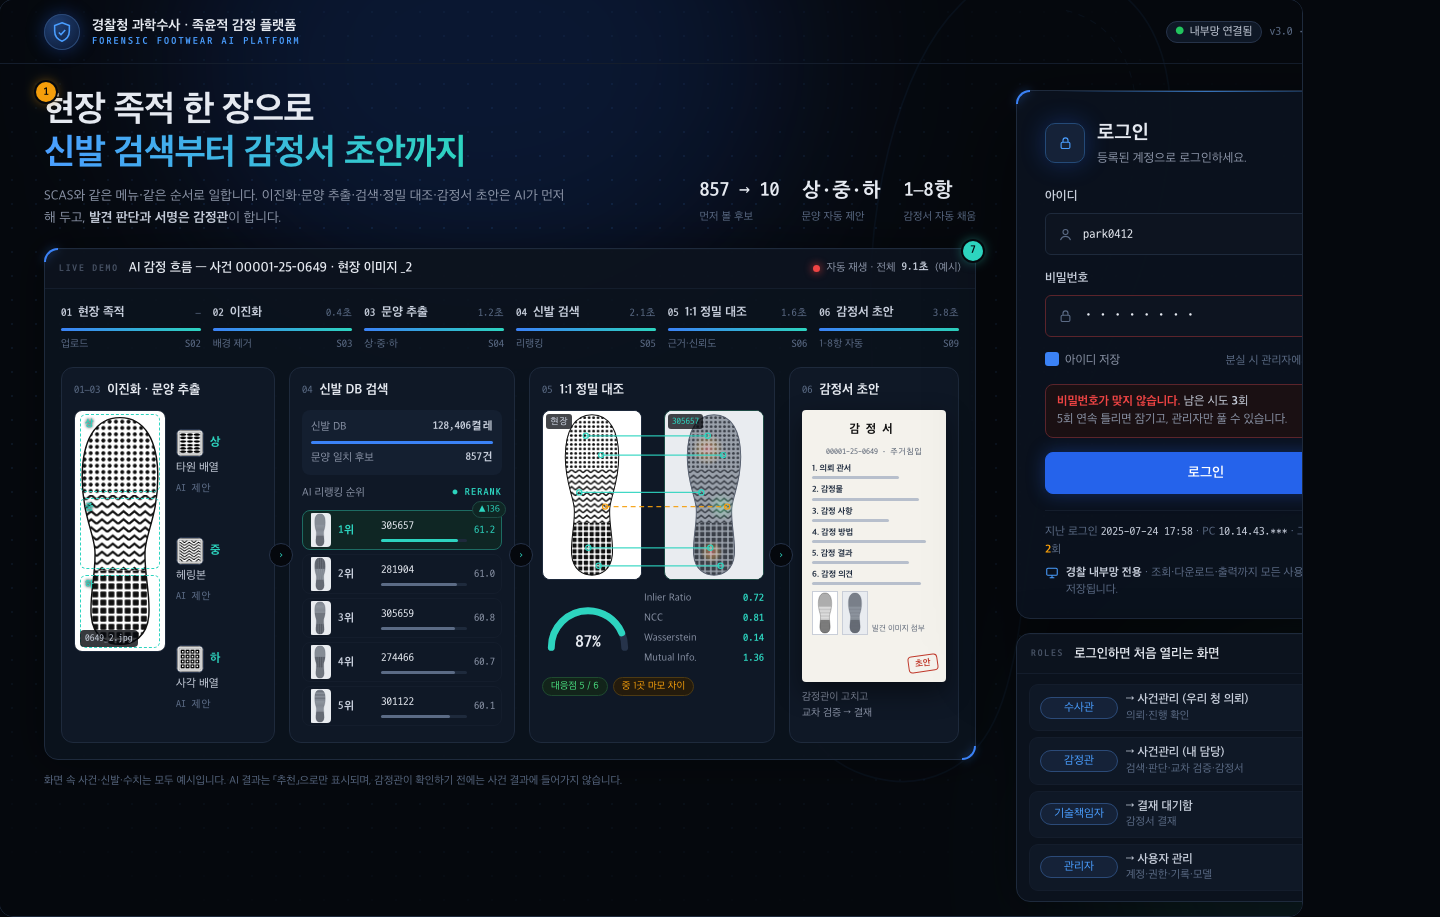 경찰청 과학수사 · 족윤적 감정 플랫폼
FORENSIC FOOTWEAR AI PLATFORM
내부망 연결됨
v3.0
1
현장 족적 한 장으로
신발 검색부터 감정서 초안까지
SCAS와 같은 메뉴·같은 순서로 일합니다. 이진화·문양 추출·검색·정밀 대조·감정서 초안은 AI가 먼저
해 두고, 발견 판단과 서명은 감정관이 합니다.
857 → 10
먼저 볼 후보
상·중·하
문양 자동 제안
1–8항
감정서 자동 채움
7
LIVE DEMO AI 감정 흐름 — 사건 00001-25-0649 · 현장 이미지 _2
자동 재생 · 전체 9.1초 (예시)
01 현장 족적 —
업로드 S02
02 이진화 0.4초
배경 제거 S03
03 문양 추출 1.2초
상·중·하 S04
04 신발 검색 2.1초
리랭킹 S05
05 1:1 정밀 대조 1.6초
근거·신뢰도 S06
06 감정서 초안 3.8초
1-8항 자동 S09
01–03 이진화 · 문양 추출
0649_2.jpg
상
타원 배열
AI 제안
중
헤링본
AI 제안
하
사각 배열
AI 제안
04 신발 DB 검색
신발 DB 128,406켤레
문양 일치 후보 857건
AI 리랭킹 순위 RERANK
▲136
1위 305657 61.2
2위 281904 61.0
3위 305659 60.8
4위 274466 60.7
5위 301122 60.1
05 1:1 정밀 대조
현장
305657
87%
Inlier Ratio 0.72
NCC 0.81
Wasserstein 0.14
Mutual Info. 1.36
대응점 5 / 6
중 1곳 마모 차이
06 감정서 초안
감 정 서
00001-25-0649 · 주거침입
1. 의뢰 관서
2. 감정물
3. 감정 사항
4. 감정 방법
5. 감정 결과
6. 감정 의견
발견 이미지 첨부
초안
감정관이 고치고
교차 검증 → 결재
화면 속 사건·신발·수치는 모두 예시입니다. AI 결과는 「추천」으로만 표시되며, 감정관이 확인하기 전에는 사건 결과에 들어가지 않습니다.
로그인
등록된 계정으로 로그인하세요.
아이디
park0412
비밀번호
아이디 저장
분실 시 관리자에
비밀번호가 맞지 않습니다. 남은 시도 3회
5회 연속 틀리면 잠기고, 관리자만 풀 수 있습니다.
로그인
지난 로그인 2025-07-24 17:58 · PC 10.14.43.*** ·
2회
경찰 내부망 전용 · 조회·다운로드·출력까지 모든 사용
저장됩니다.
ROLES 로그인하면 처음 열리는 화면
수사관
→ 사건관리 (우리 청 의뢰)
의뢰·진행 확인
감정관
→ 사건관리 (내 담당)
검색·판단·교차 검증·감정서
기술책임자
→ 결재 대기함
감정서 결재
관리자
→ 사용자 관리
계정·권한·기록·모델